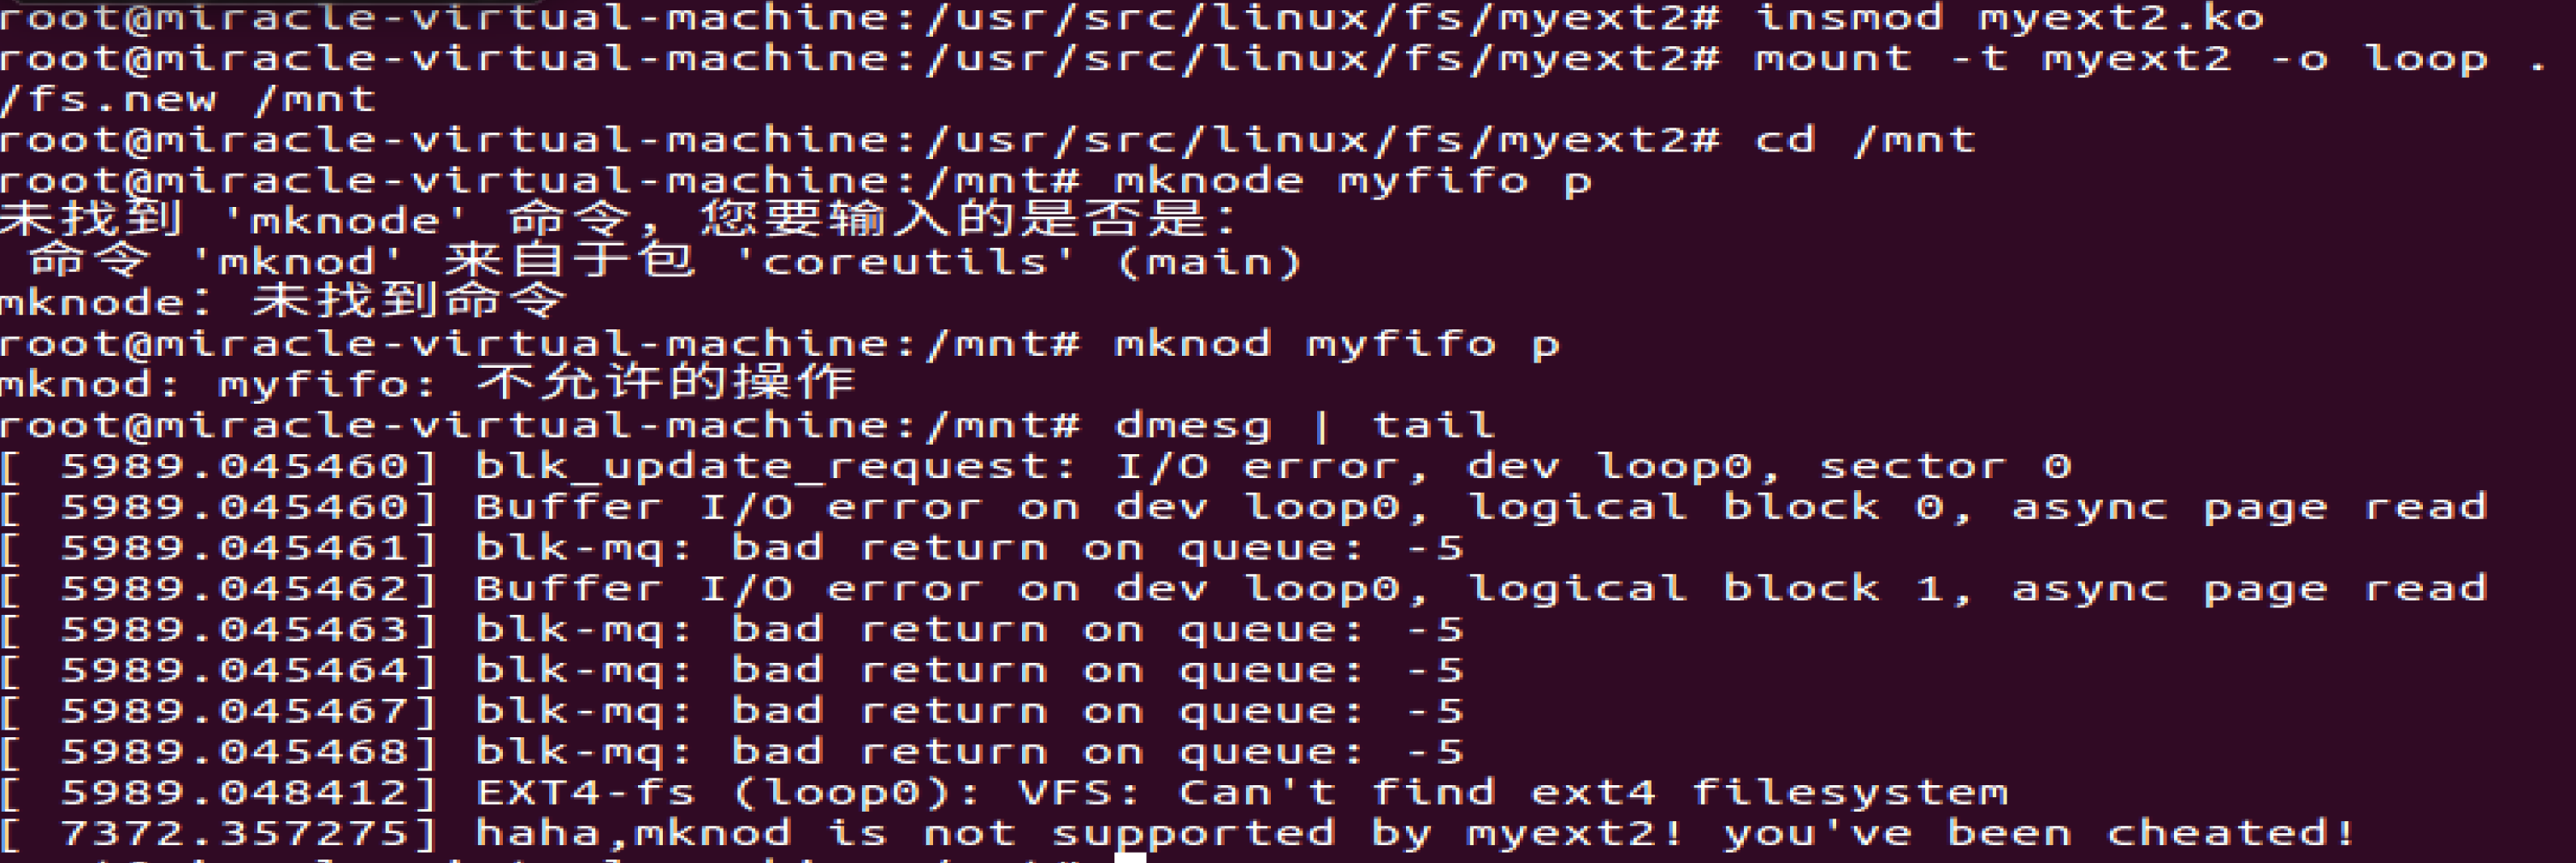 root@miracle-virtual-machine:/usr/src/linux/fs/myext2# insmod myext2.ko
root@miracle-virtual-machine:/usr/src/linux/fs/myext2# mount -t myext2 -o loop .
/fs.new /mnt
root@miracle-virtual-machine:/usr/src/linux/fs/myext2# cd /mnt
root@miracle-virtual-machine:/mnt# mknode myfifo p
未找到 'mknode' 命令，您要输入的是否是：
 命令 'mknod' 来自于包 'coreutils' (main)
mknode：未找到命令
root@miracle-virtual-machine:/mnt# mknod myfifo p
mknod: myfifo: 不允许的操作
root@miracle-virtual-machine:/mnt# dmesg | tail
[ 5989.045460] blk_update_request: I/O error, dev loop0, sector 0
[ 5989.045460] Buffer I/O error on dev loop0, logical block 0, async page read
[ 5989.045461] blk-mq: bad return on queue: -5
[ 5989.045462] Buffer I/O error on dev loop0, logical block 1, async page read
[ 5989.045463] blk-mq: bad return on queue: -5
[ 5989.045464] blk-mq: bad return on queue: -5
[ 5989.045467] blk-mq: bad return on queue: -5
[ 5989.045468] blk-mq: bad return on queue: -5
[ 5989.048412] EXT4-fs (loop0): VFS: Can't find ext4 filesystem
[ 7372.357275] haha,mknod is not supported by myext2! you've been cheated!